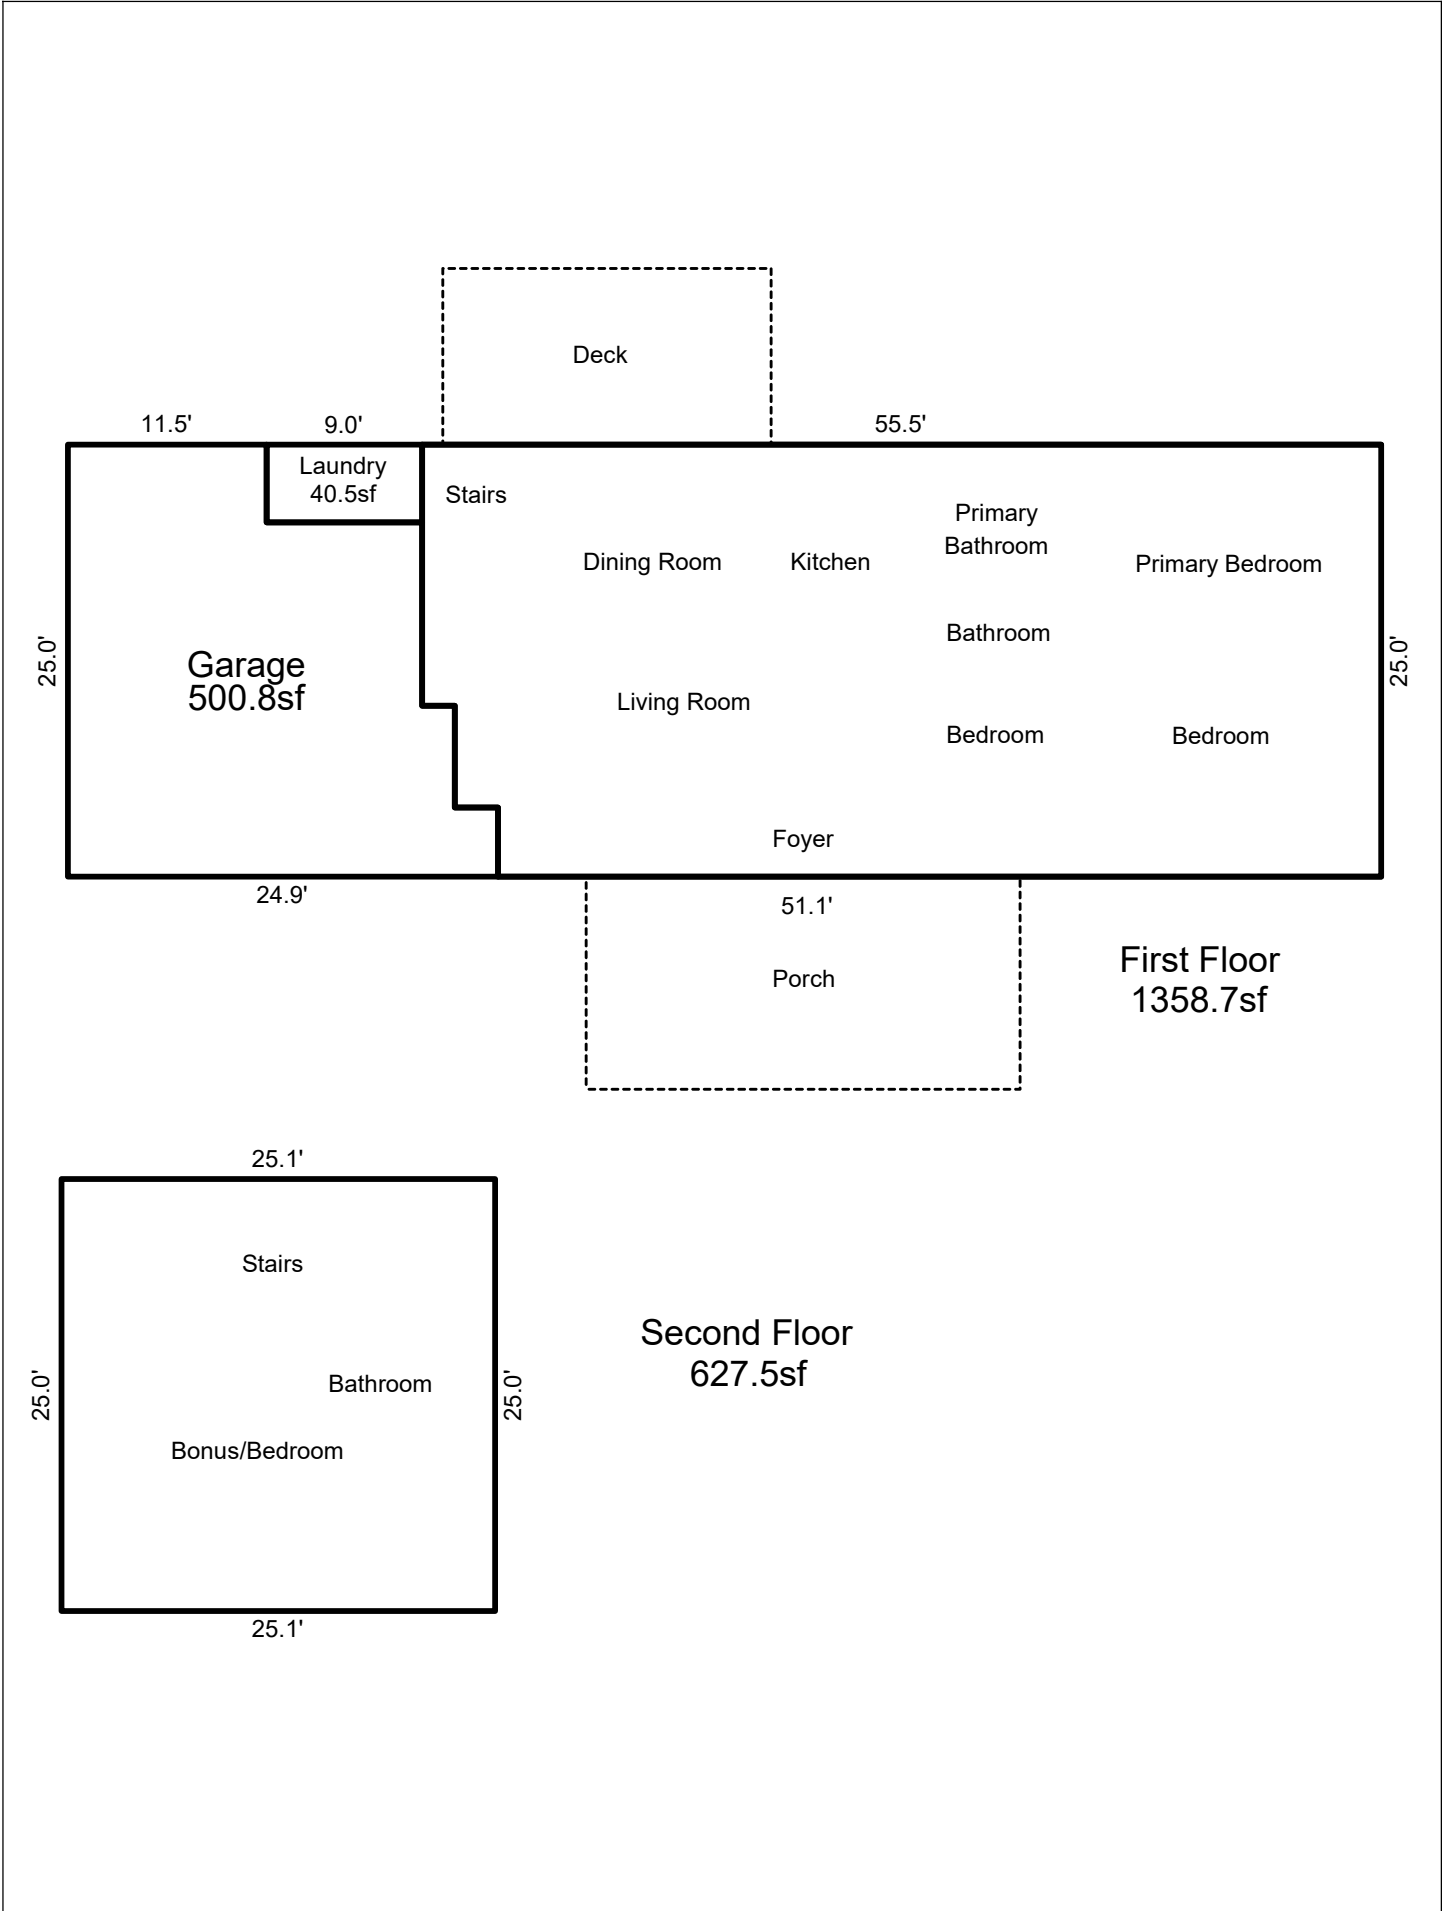 Deck
11.5'
9.0'
55.5'
Laundry
40.5sf
Stairs
Primary
Bathroom
Dining Room
Kitchen
Primary Bedroom
Bathroom
25.0'
Garage
500.8sf
25.0'
Living Room
Bedroom
Bedroom
Foyer
24.9'
51.1'
Porch
First Floor
1358.7sf
25.1'
Stairs
Second Floor
627.5sf
25.0'
Bathroom
25.0'
Bonus/Bedroom
25.1'